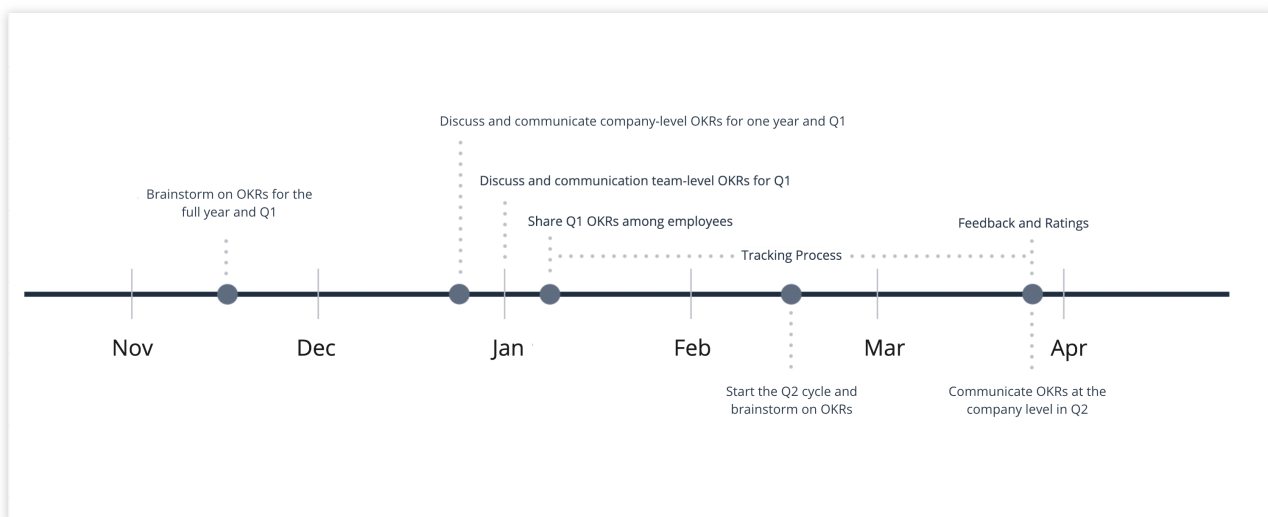 Discuss and communicate company-level OKRs for one year and Q1
Discuss and communication team-level OKRs for Q1
Brainstorm on OKRs for the
full year and Q1
Share Q1 OKRs among employees
Feedback and Ratings
Tracking Process
Nov
Dec
Jan
Feb
Mar
Apr
Start the Q2 cycle and
brainstorm on OKRs
Communicate OKRs at the
company level in Q2